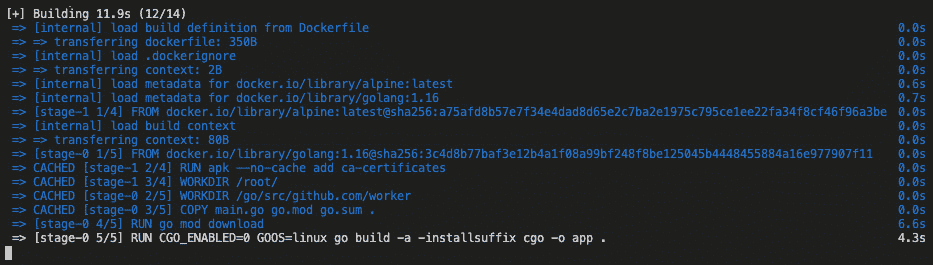 [+] Building 11.9s (12/14)
=> [internal] load build definition from Dockerfile 0.0s
=> => transferring dockerfile: 350B 0.0s
=> [internal] load .dockerignore 0.0s
=> => transferring context: 2B 0.0s
=> [internal] load metadata for docker.io/library/alpine:latest 0.6s
=> [internal] load metadata for docker.io/library/golang:1.16 0.7s
=> [stage-1 1/4] FROM docker.io/library/alpine:latest@sha256:a75afd8b57e7f34e4dad8d65e2c7ba2e1975c795ce1ee22fa34f8cf46f96a3be 0.0s
=> [internal] load build context 0.0s
=> => transferring context: 80B 0.0s
=> [stage-0 1/5] FROM docker.io/library/golang:1.16@sha256:3c4d8b77baf3e12b4a1f08a99bf248f8be125045b4448455884a16e977907f11 0.0s
=> CACHED [stage-1 2/4] RUN apk --no-cache add ca-certificates 0.0s
=> CACHED [stage-1 3/4] WORKDIR /root/ 0.0s
=> CACHED [stage-0 2/5] WORKDIR /go/src/github.com/worker 0.0s
=> CACHED [stage-0 3/5] COPY main.go go.mod go.sum . 0.0s
=> [stage-0 4/5] RUN go mod download 6.6s
=> [stage-0 5/5] RUN CGO_ENABLED=0 GOOS=linux go build -a -installsuffix cgo -o app . 4.3s